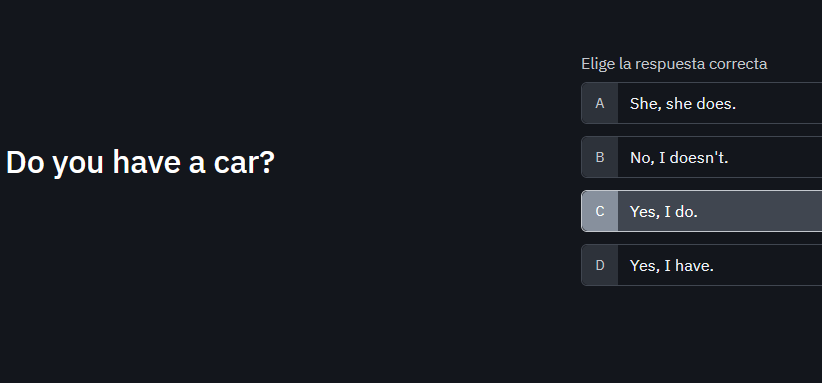 Do you have a car?
Elige la respuesta correcta
A She, she does.
B No, I doesn't.
C Yes, I do.
D Yes, I have.